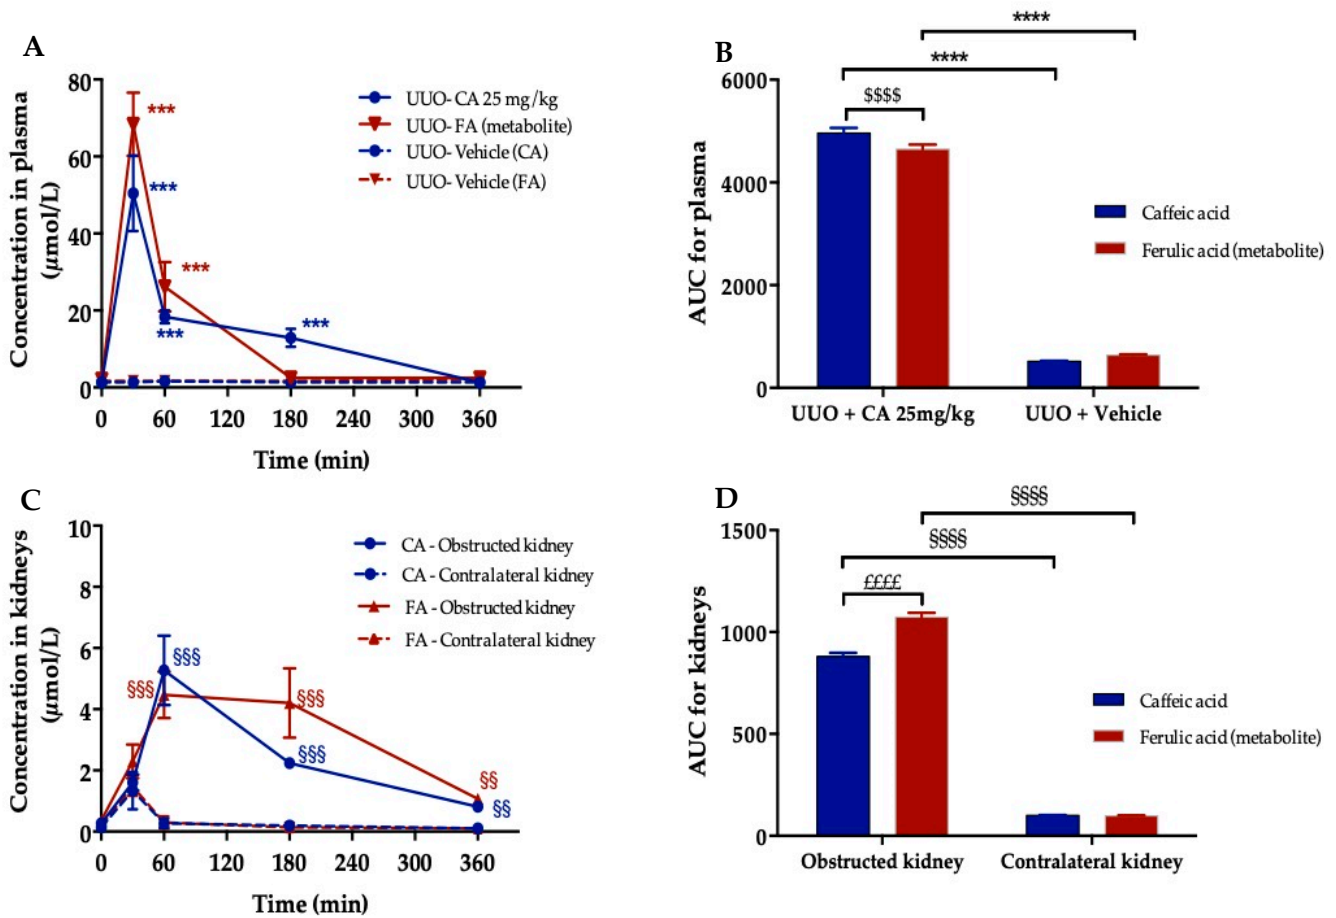 A
Concentration in plasma
(µmol/L)
80
60
40
20
0
***
***
***
***
***
UUO- CA 25 mg/kg
UUO- FA (metabolite)
UUO- Vehicle (CA)
UUO- Vehicle (FA)
0 60 120 180 240 300 360
Time (min)
B
AUC for plasma
6000
4000
2000
0
****
****
$$$$
Caffeic acid
Ferulic acid (metabolite)
UUO + CA 25mg/kg UUO + Vehicle
C
Concentration in kidneys
(µmol/L)
10
8
6
4
2
0
CA - Obstructed kidney
CA - Contralateral kidney
FA - Obstructed kidney
FA - Contralateral kidney
§§§
§§§
§§§
§§§
§§
§§
0 60 120 180 240 300 360
Time (min)
D
AUC for kidneys
1500
1000
500
0
§§§§
§§§§
££££
Caffeic acid
Ferulic acid (metabolite)
Obstructed kidney Contralateral kidney